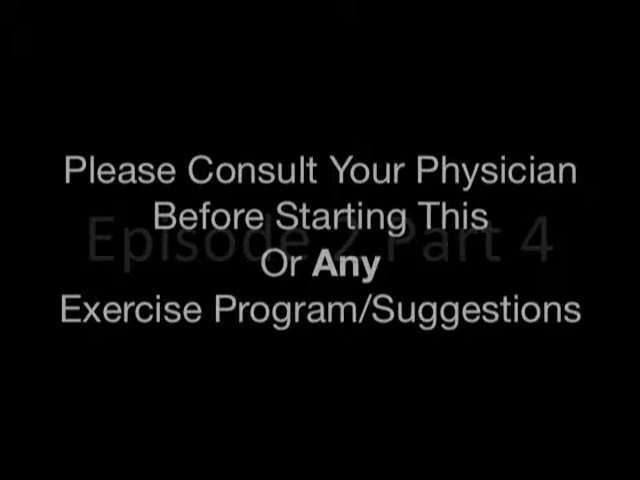 Please Consult Your Physician
Before Starting This
Episode 2 Part 4
Or Any
Exercise Program/Suggestions